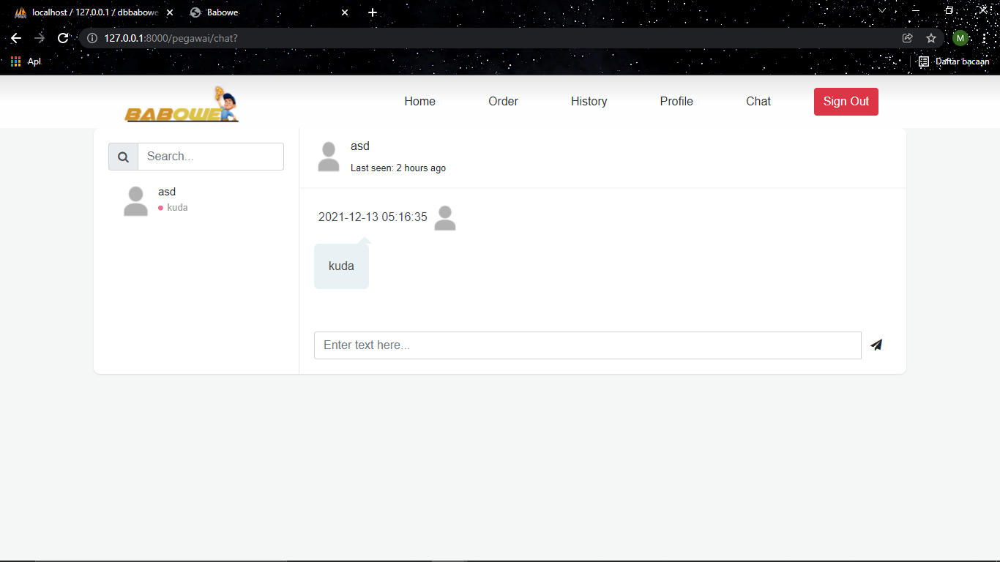 localhost / 127.0.0.1 / dbbabowe
Babowe
127.0.0.1:8000/pegawai/chat?
M
Apl
Daftar bacaan
BABOWE
Home
Order
History
Profile
Chat
Sign Out
Search...
asd
kuda
asd
Last seen: 2 hours ago
2021-12-13 05:16:35
kuda
Enter text here...